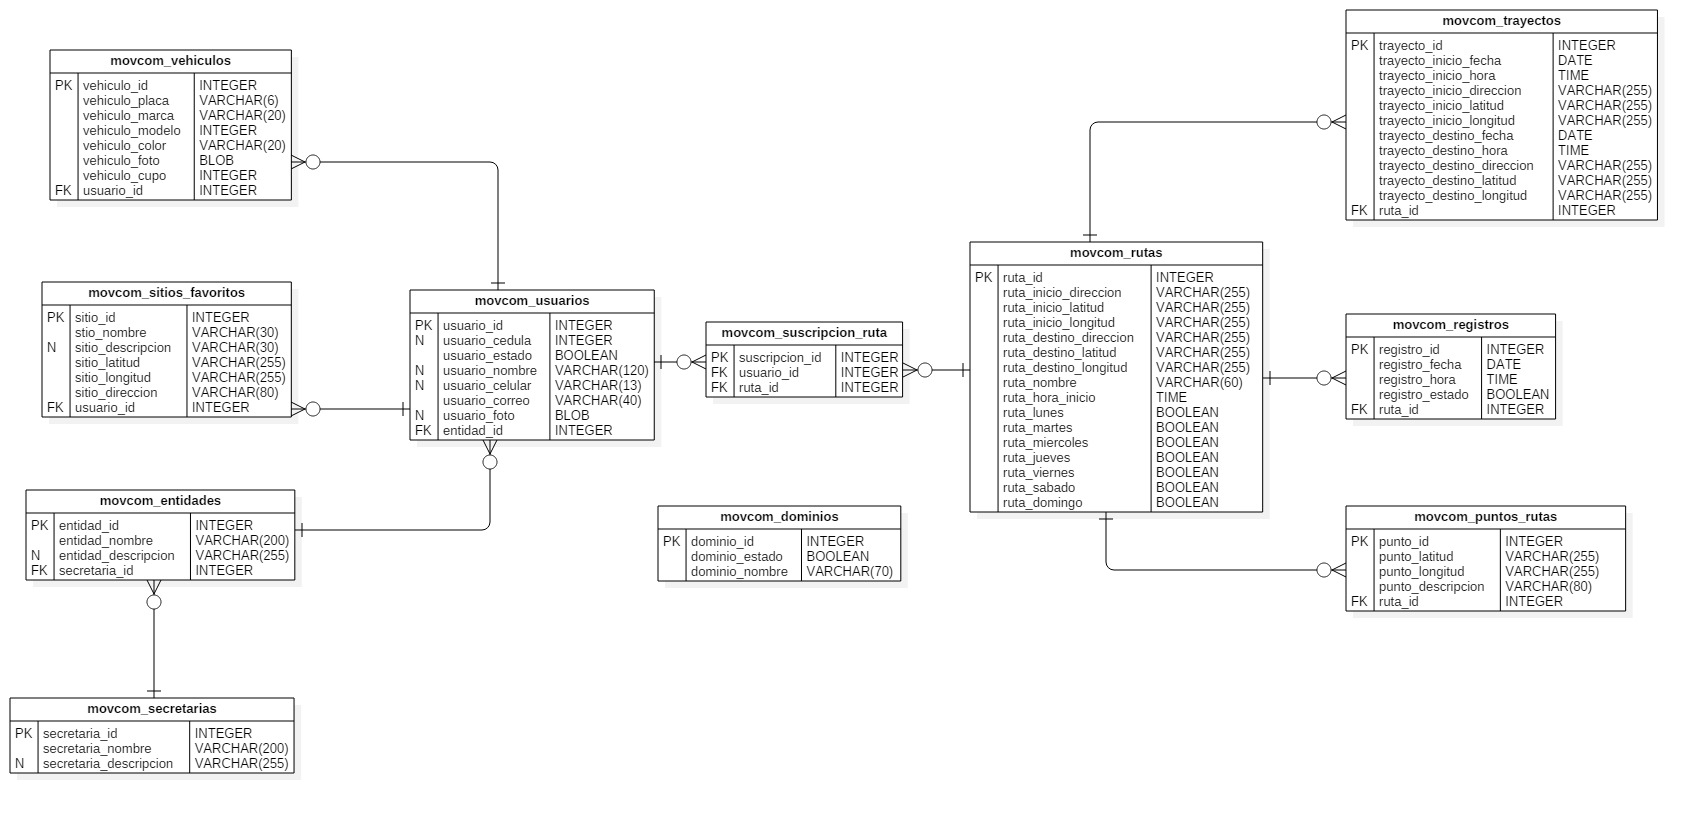 movcom_vehiculos
PK vehiculo_id INTEGER
vehiculo_placa VARCHAR(6)
vehiculo_marca VARCHAR(20)
vehiculo_modelo INTEGER
vehiculo_color VARCHAR(20)
vehiculo_foto BLOB
vehiculo_cupo INTEGER
FK usuario_id INTEGER
movcom_sitios_favoritos
PK sitio_id INTEGER
stio_nombre VARCHAR(30)
N sitio_descripcion VARCHAR(30)
sitio_latitud VARCHAR(255)
sitio_longitud VARCHAR(255)
sitio_direccion VARCHAR(80)
FK usuario_id INTEGER
movcom_entidades
PK entidad_id INTEGER
entidad_nombre VARCHAR(200)
N entidad_descripcion VARCHAR(255)
FK secretaria_id INTEGER
movcom_secretarias
PK secretaria_id INTEGER
secretaria_nombre VARCHAR(200)
N secretaria_descripcion VARCHAR(255)
movcom_usuarios
PK usuario_id INTEGER
N usuario_cedula INTEGER
usuario_estado BOOLEAN
N usuario_nombre VARCHAR(120)
N usuario_celular VARCHAR(13)
usuario_correo VARCHAR(40)
N usuario_foto BLOB
FK entidad_id INTEGER
movcom_suscripcion_ruta
PK suscripcion_id INTEGER
FK usuario_id INTEGER
FK ruta_id INTEGER
movcom_dominios
PK dominio_id INTEGER
dominio_estado BOOLEAN
dominio_nombre VARCHAR(70)
movcom_rutas
PK ruta_id INTEGER
ruta_inicio_direccion VARCHAR(255)
ruta_inicio_latitud VARCHAR(255)
ruta_inicio_longitud VARCHAR(255)
ruta_destino_direccion VARCHAR(255)
ruta_destino_latitud VARCHAR(255)
ruta_destino_longitud VARCHAR(255)
ruta_nombre VARCHAR(60)
ruta_hora_inicio TIME
ruta_lunes BOOLEAN
ruta_martes BOOLEAN
ruta_miercoles BOOLEAN
ruta_jueves BOOLEAN
ruta_viernes BOOLEAN
ruta_sabado BOOLEAN
ruta_domingo BOOLEAN
movcom_trayectos
PK trayecto_id INTEGER
trayecto_inicio_fecha DATE
trayecto_inicio_hora TIME
trayecto_inicio_direccion VARCHAR(255)
trayecto_inicio_latitud VARCHAR(255)
trayecto_inicio_longitud VARCHAR(255)
trayecto_destino_fecha DATE
trayecto_destino_hora TIME
trayecto_destino_direccion VARCHAR(255)
trayecto_destino_latitud VARCHAR(255)
trayecto_destino_longitud VARCHAR(255)
FK ruta_id INTEGER
movcom_registros
PK registro_id INTEGER
registro_fecha DATE
registro_hora TIME
registro_estado BOOLEAN
FK ruta_id INTEGER
movcom_puntos_rutas
PK punto_id INTEGER
punto_latitud VARCHAR(255)
punto_longitud VARCHAR(255)
punto_descripcion VARCHAR(80)
FK ruta_id INTEGER